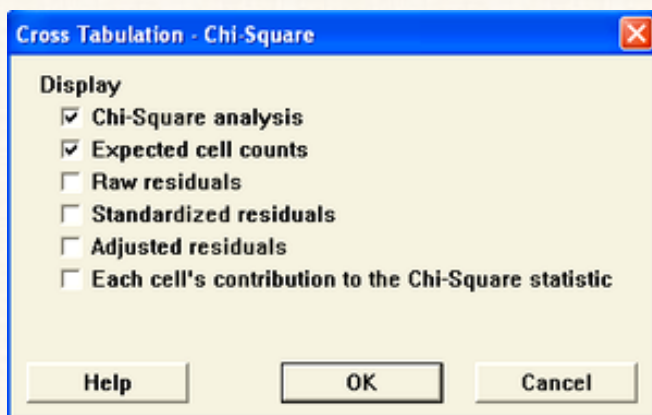 Cross Tabulation - Chi-Square
Display
Chi-Square analysis
Expected cell counts
Raw residuals
Standardized residuals
Adjusted residuals
Each cell's contribution to the Chi-Square statistic
Help OK Cancel